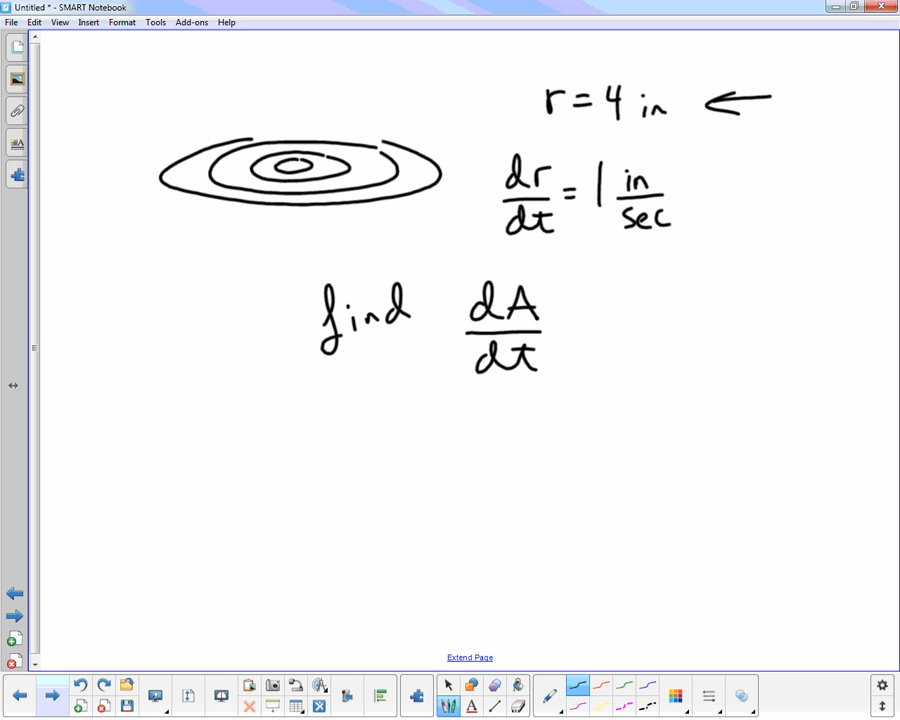 Untitled * - SMART Notebook
File Edit View Insert Format Tools Add-ons Help
r = 4 in ←
dr/dt = 1 in/sec
find dA/dt
Extend Page